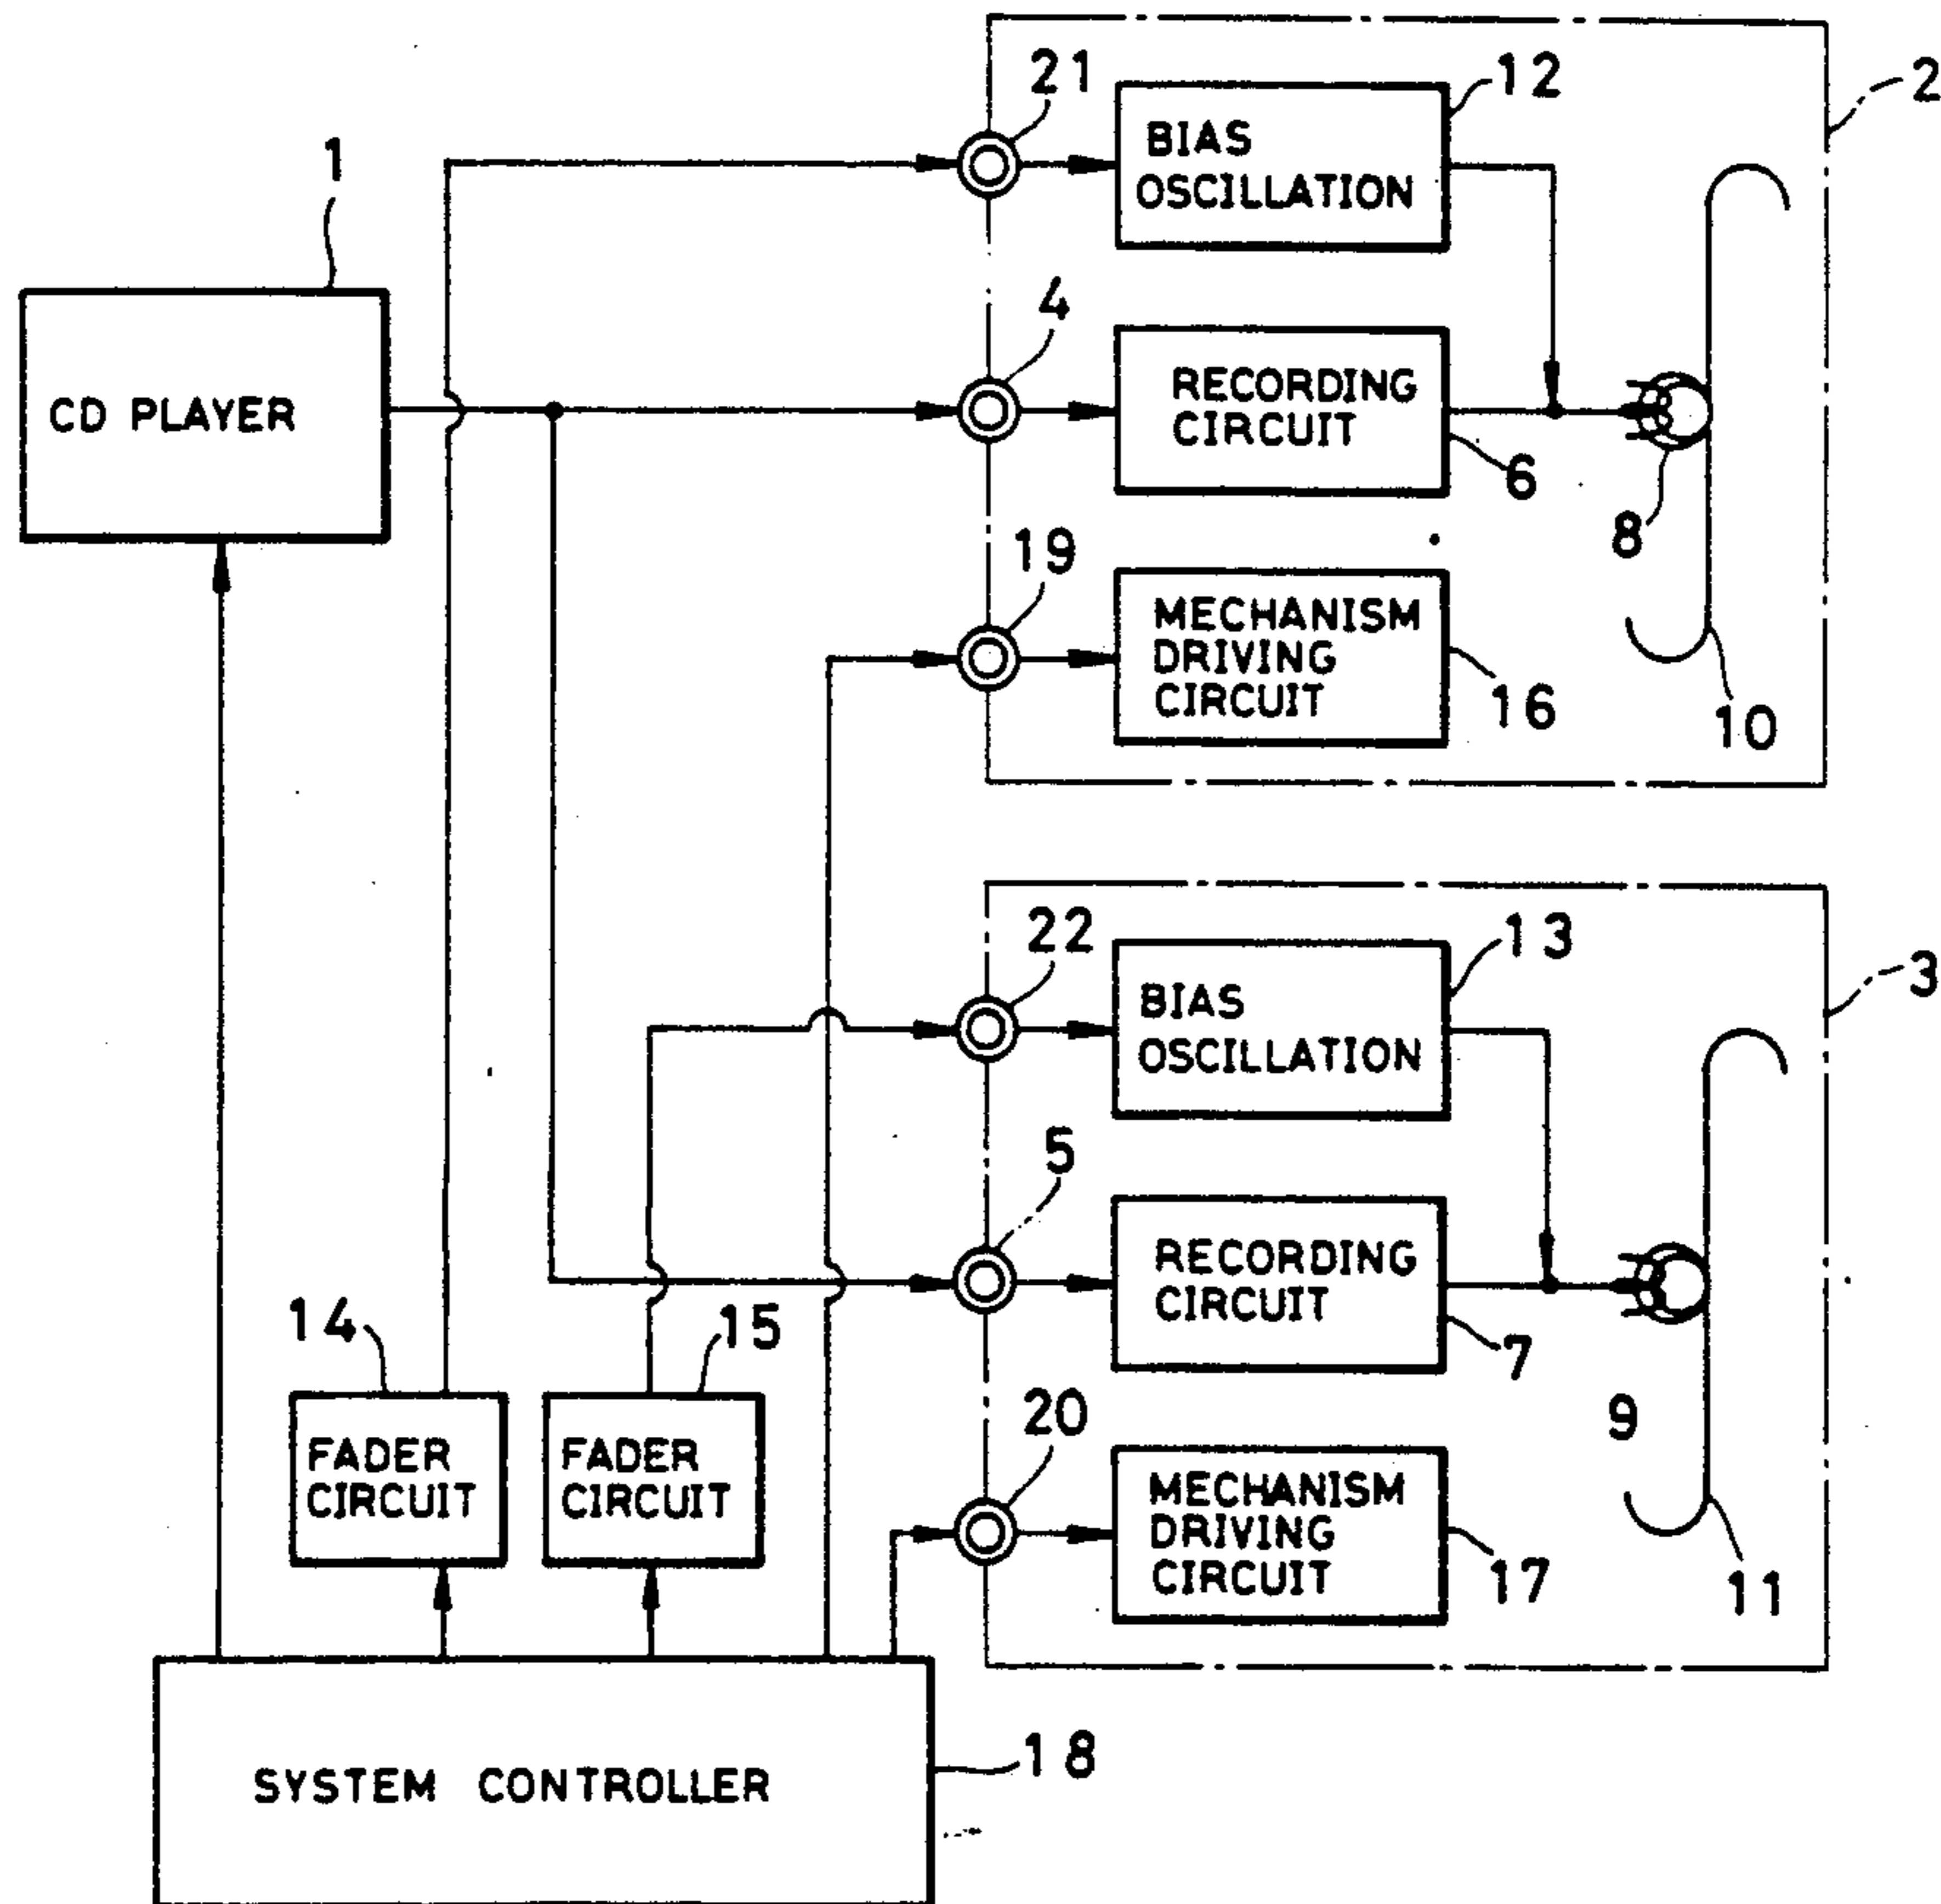 2
21
12
BIAS
OSCILLATION
1
4
CD PLAYER
RECORDING
CIRCUIT
6
8
19
MECHANISM
DRIVING
CIRCUIT
16
10
3
22
13
BIAS
OSCILLATION
5
RECORDING
CIRCUIT
14
15
7
9
20
FADER
CIRCUIT
FADER
CIRCUIT
MECHANISM
DRIVING
CIRCUIT
17
11
18
SYSTEM CONTROLLER